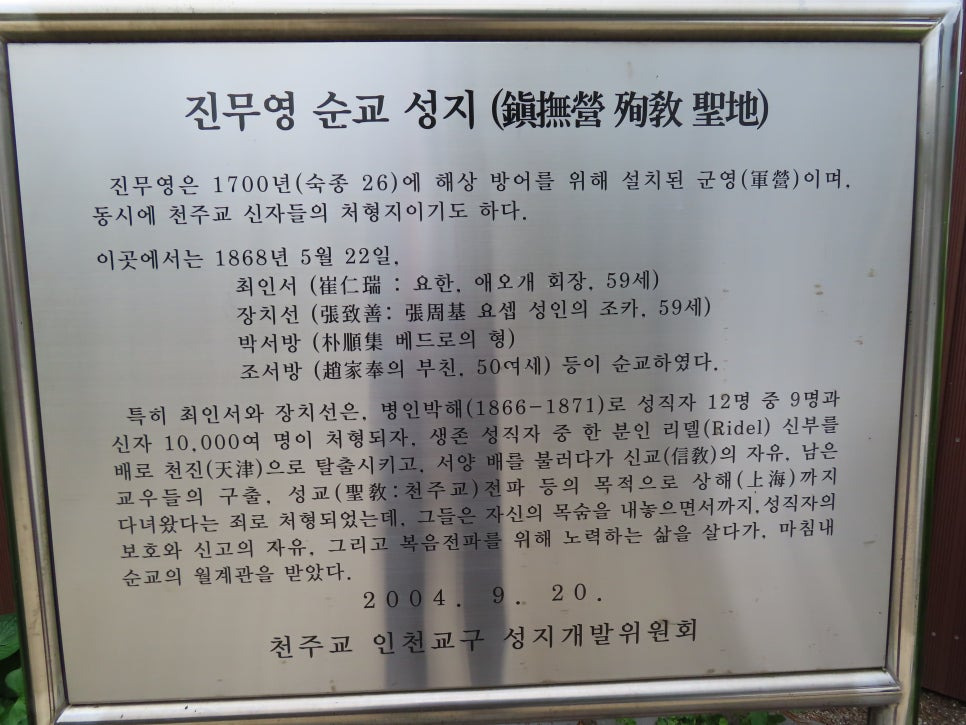 진무영 순교 성지 (鎭撫營 殉敎 聖地)
진무영은 1700년(숙종 26)에 해상 방어를 위해 설치된 군영(軍營)이며,
동시에 천주교 신자들의 처형지이기도 하다.
이곳에서는 1868년 5월 22일,
최인서 (崔仁瑞 : 요한, 애오개 회장, 59세)
장치선 (張致善: 張周基 요셉 성인의 조카, 59세)
박서방 (朴順集 베드로의 형)
조서방 (趙家奉의 부친, 50여세) 등이 순교하였다.
특히 최인서와 장치선은, 병인박해(1866-1871)로 성직자 12명 중 9명과
신자 10,000여 명이 처형되자, 생존 성직자 중 한 분인 리델(Ridel) 신부를
배로 천진(天津)으로 탈출시키고, 서양 배를 불러다가 신교(信敎)의 자유, 남은
교우들의 구출, 성교(聖敎:천주교)전파 등의 목적으로 상해(上海)까지
다녀왔다는 죄로 처형되었는데, 그들은 자신의 목숨을 내놓으면서까지,성직자의
보호와 신고의 자유, 그리고 복음전파를 위해 노력하는 삶을 살다가, 마침내
순교의 월계관을 받았다.
2004. 9. 20.
천주교 인천교구 성지개발위원회